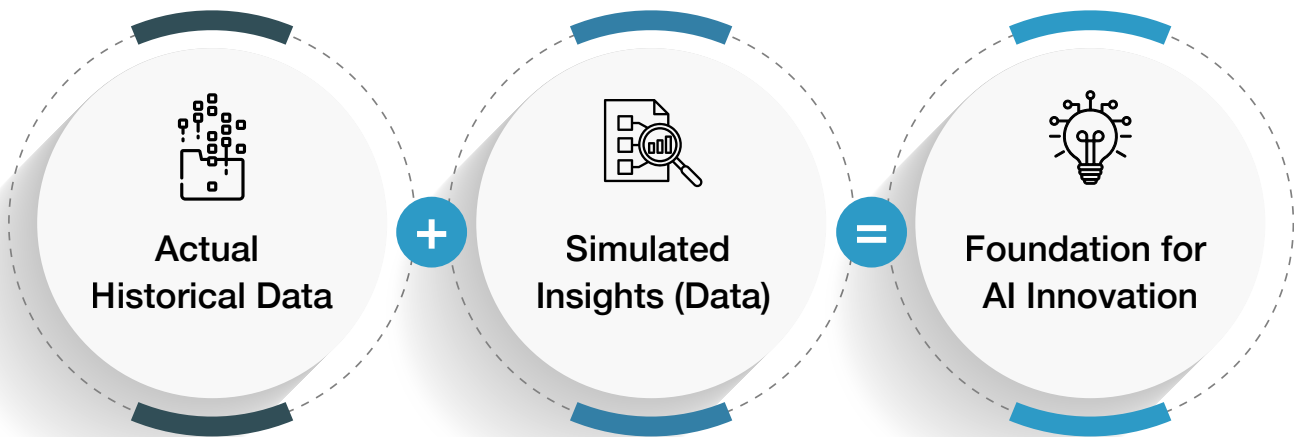 Actual
Historical Data
+
Simulated
Insights (Data)
=
Foundation for
AI Innovation